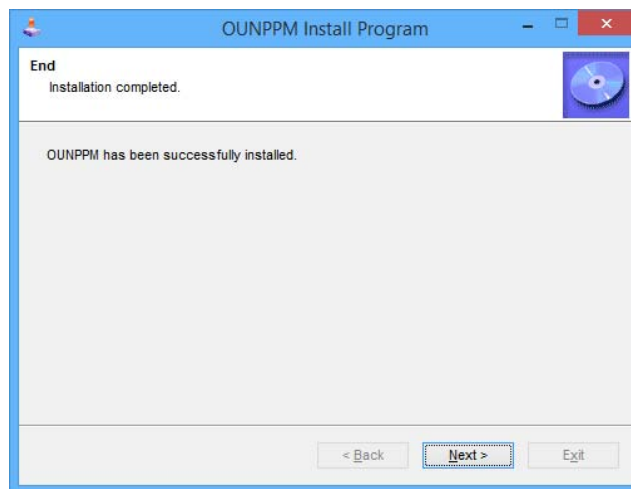 OUNPPM Install Program
End
Installation completed.
OUNPPM has been successfully installed.
< Back
Next >
Exit